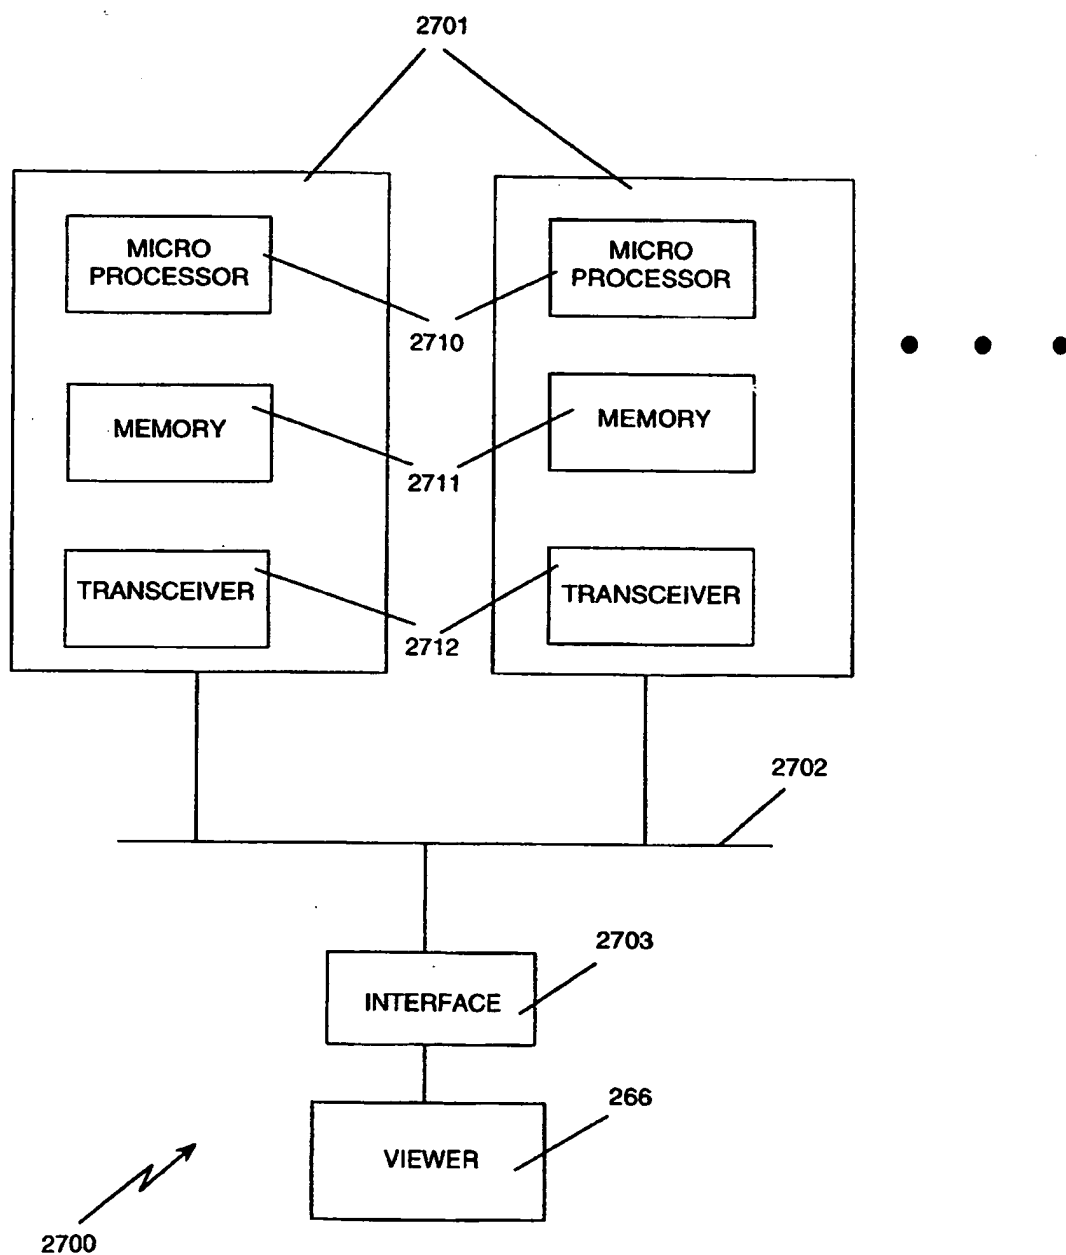 2701
MICRO
PROCESSOR
MICRO
PROCESSOR
2710
MEMORY
MEMORY
2711
TRANSCEIVER
TRANSCEIVER
2712
2702
2703
INTERFACE
266
VIEWER
2700